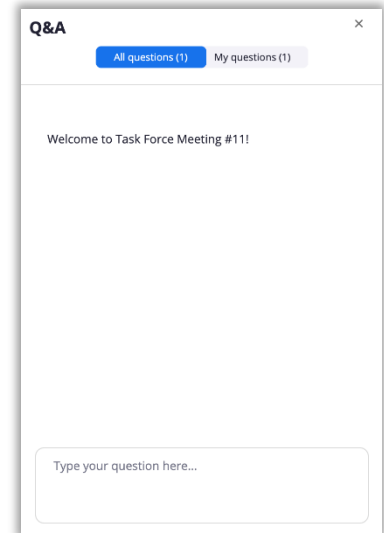 Q&A
All questions (1) My questions (1)
Welcome to Task Force Meeting #11!
Type your question here...